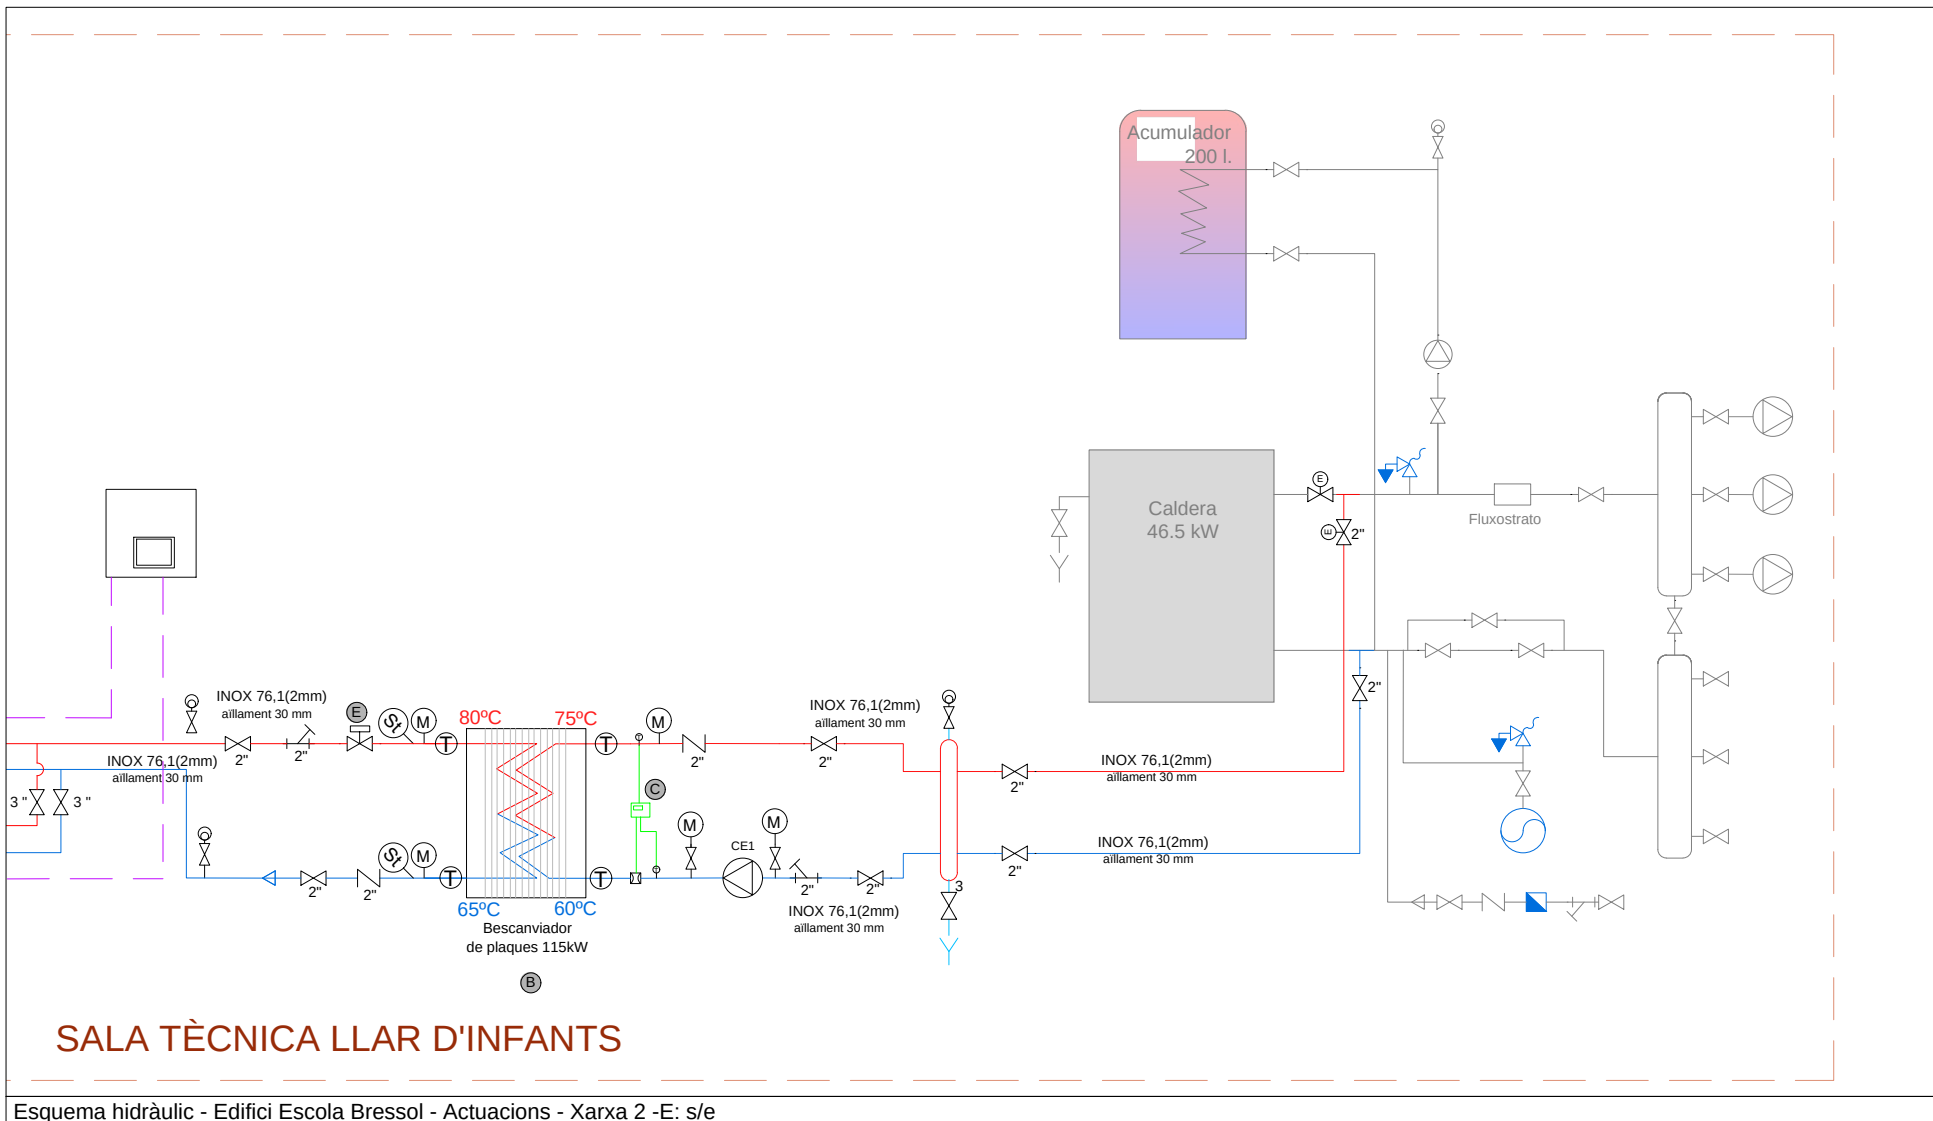 Acumulador
200 l.
Caldera
46.5 kW
E
E
2"
Fluxostrato
2"
INOX 76,1(2mm)
aïllament 30 mm
E
St
M
80ºC
75ºC
M
INOX 76,1(2mm)
aïllament 30 mm
T
T
2"
2"
2"
2"
INOX 76,1(2mm)
aïllament 30 mm
INOX 76,1(2mm)
aïllament 30 mm
2"
3 "
3 "
C
M
M
CE1
INOX 76,1(2mm)
aïllament 30 mm
2"
St
M
T
T
2"
2"
2"
2"
3
65ºC
60ºC
INOX 76,1(2mm)
aïllament 30 mm
Bescanviador
de plaques 115kW
B
SALA TÈCNICA LLAR D'INFANTS
Esquema hidràulic - Edifici Escola Bressol - Actuacions - Xarxa 2 -E: s/e